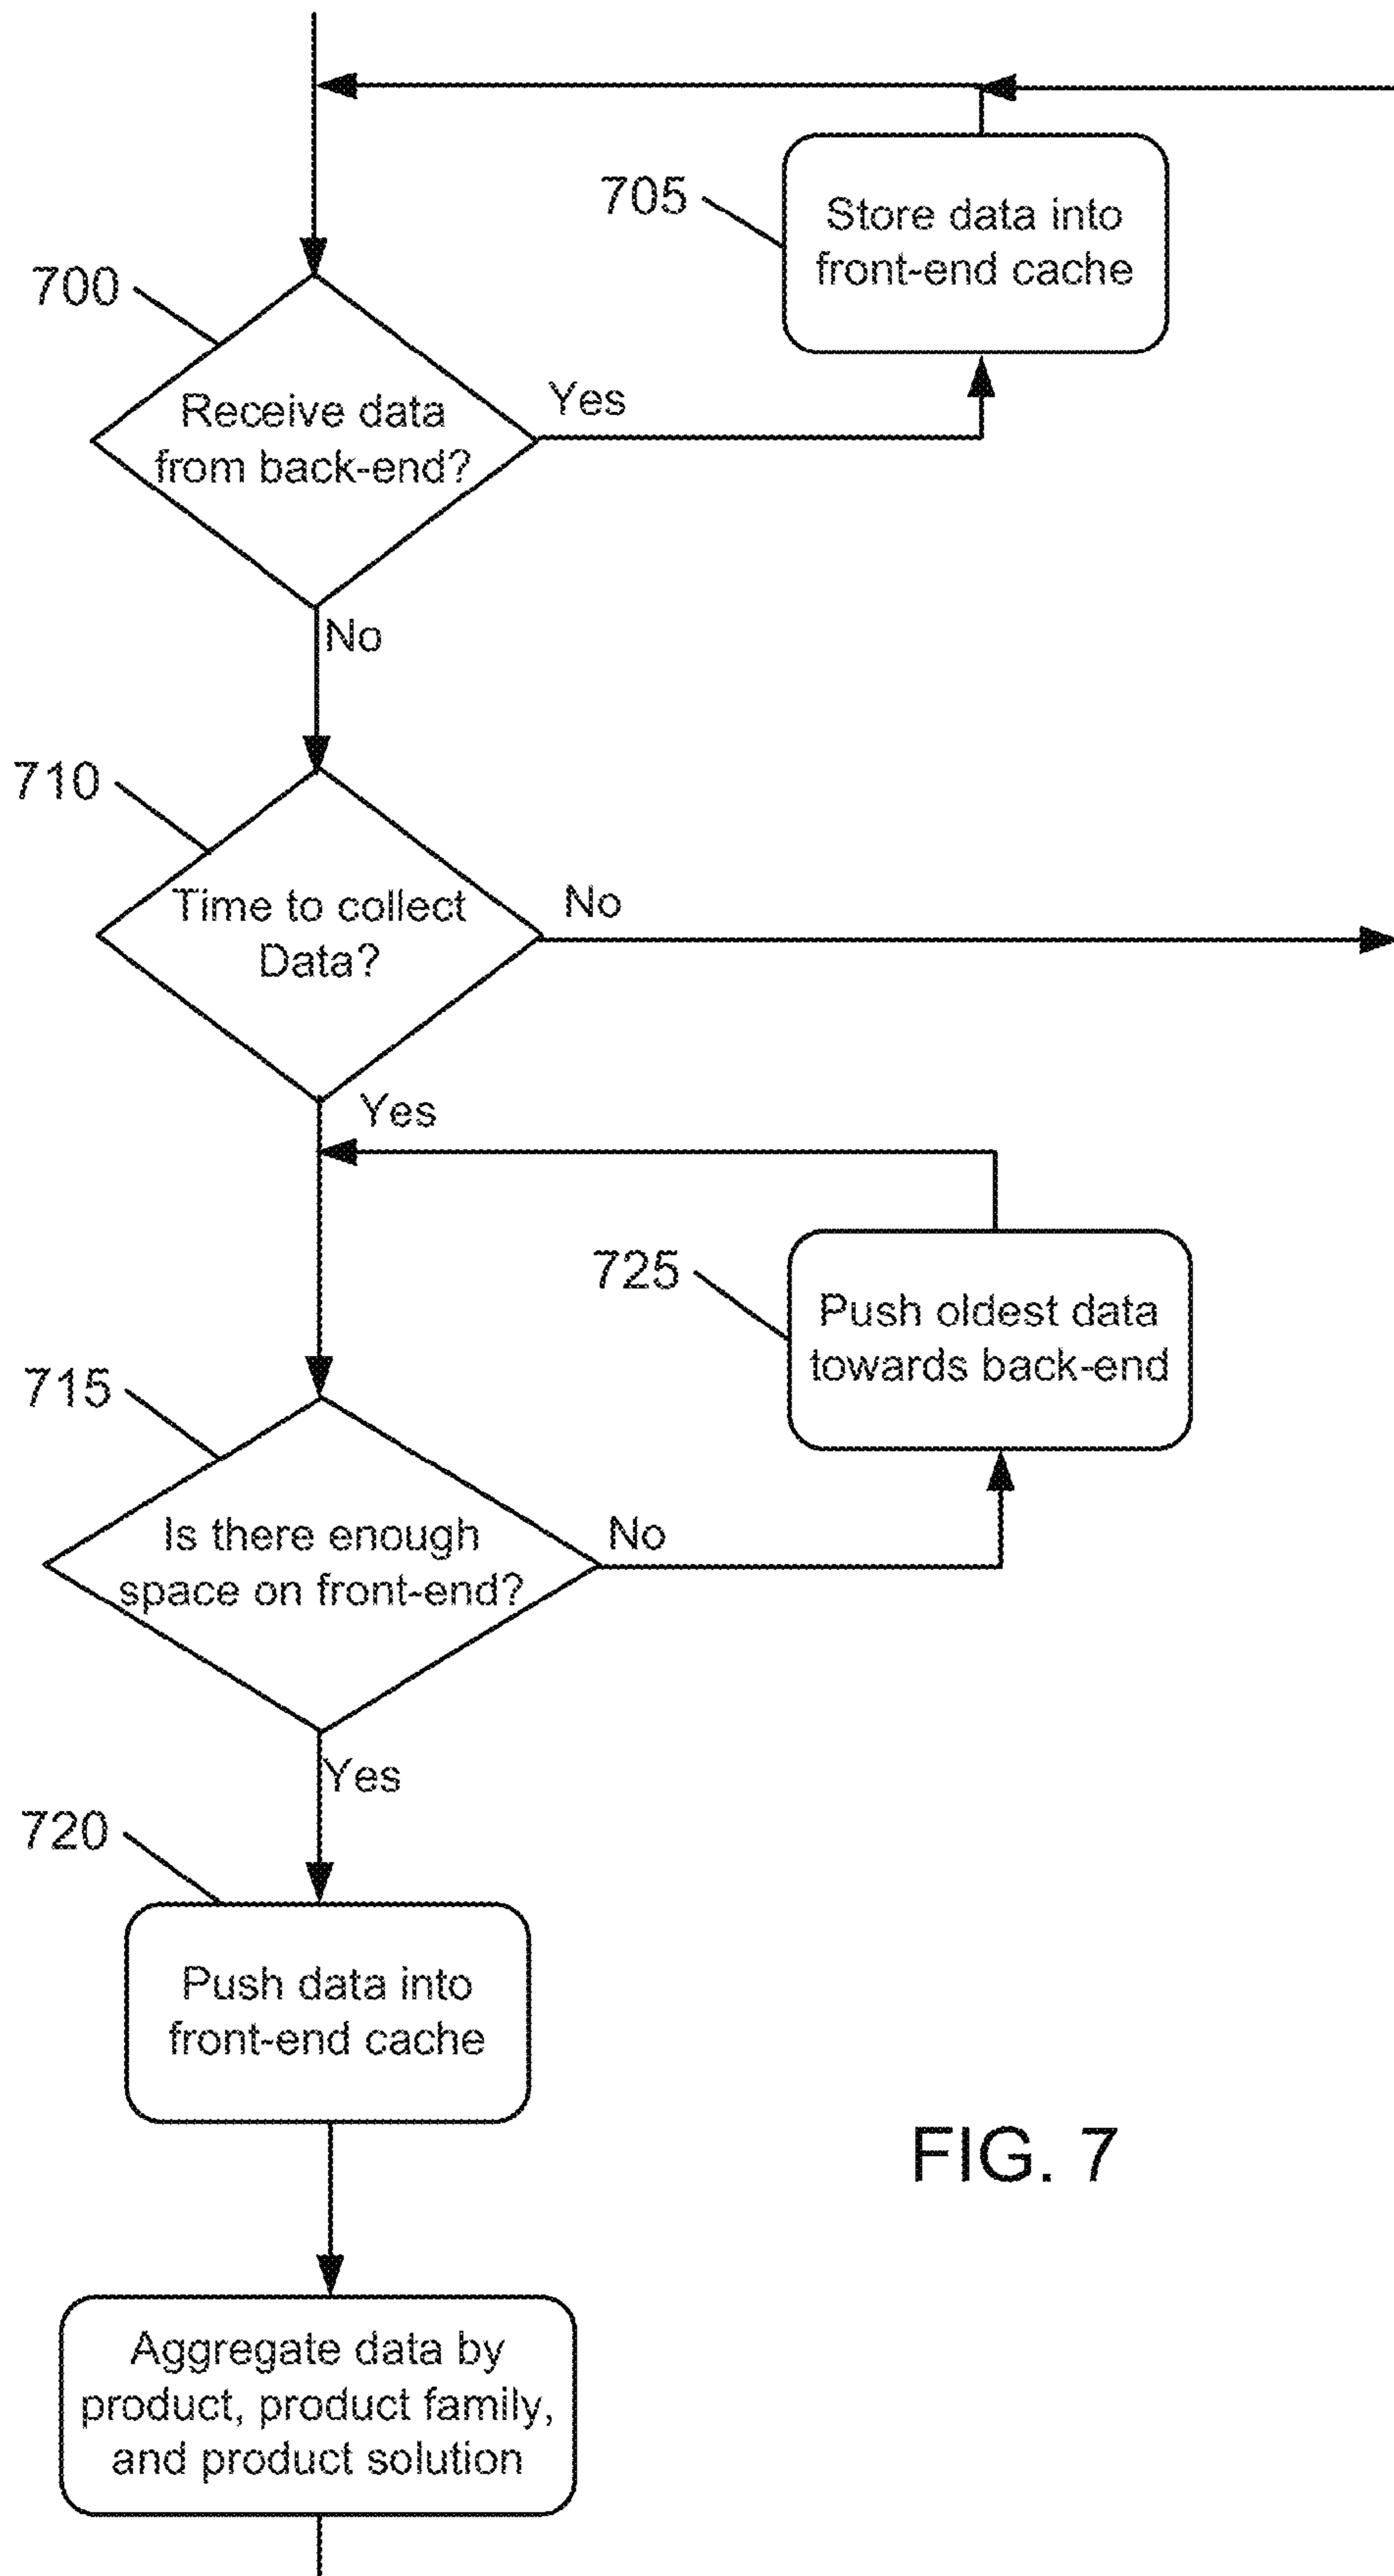 705
Store data into
front-end cache
700
Receive data
from back-end?
Yes
No
710
Time to collect
Data?
No
Yes
725
Push oldest data
towards back-end
715
Is there enough
space on front-end?
No
Yes
720
Push data into
front-end cache
FIG. 7
Aggregate data by
product, product family,
and product solution